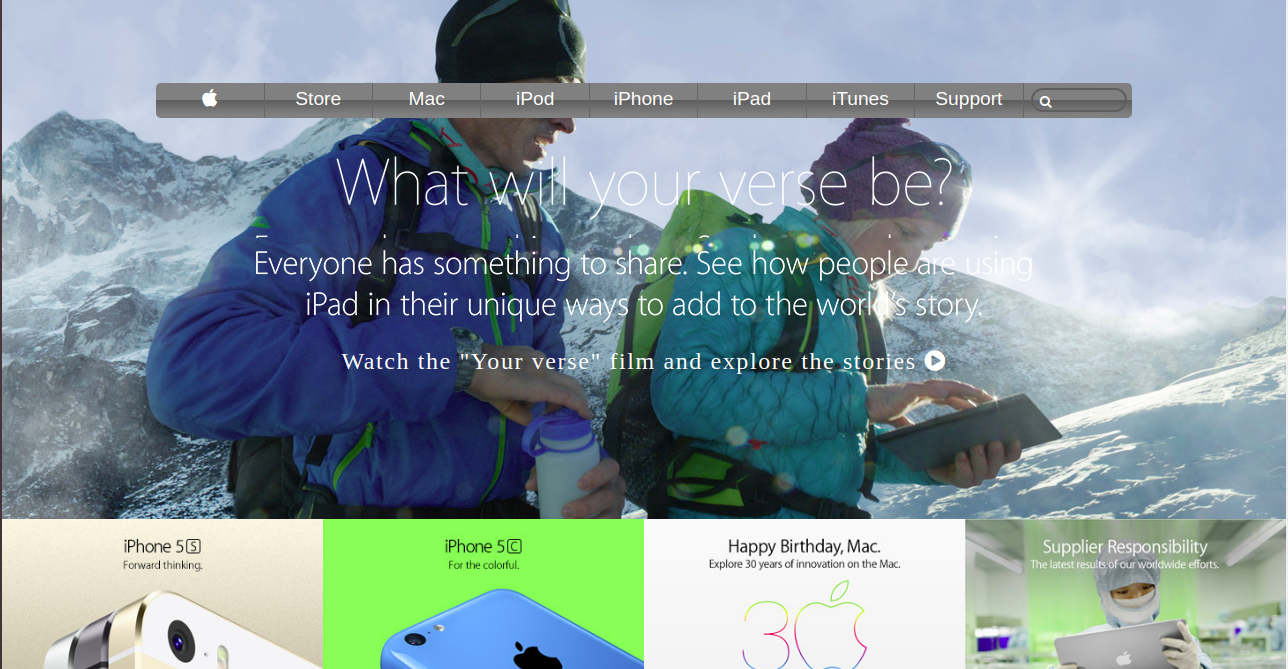 Store Mac iPod iPhone iPad iTunes Support
What will your verse be?
Everyone has something to share. See how people are using
iPad in their unique ways to add to the world's story.
Watch the "Your verse" film and explore the stories
iPhone 5S
Forward thinking.
iPhone 5C
For the colorful.
Happy Birthday, Mac.
Explore 30 years of innovation on the Mac.
30
Supplier Responsibility
The latest results of our worldwide efforts.